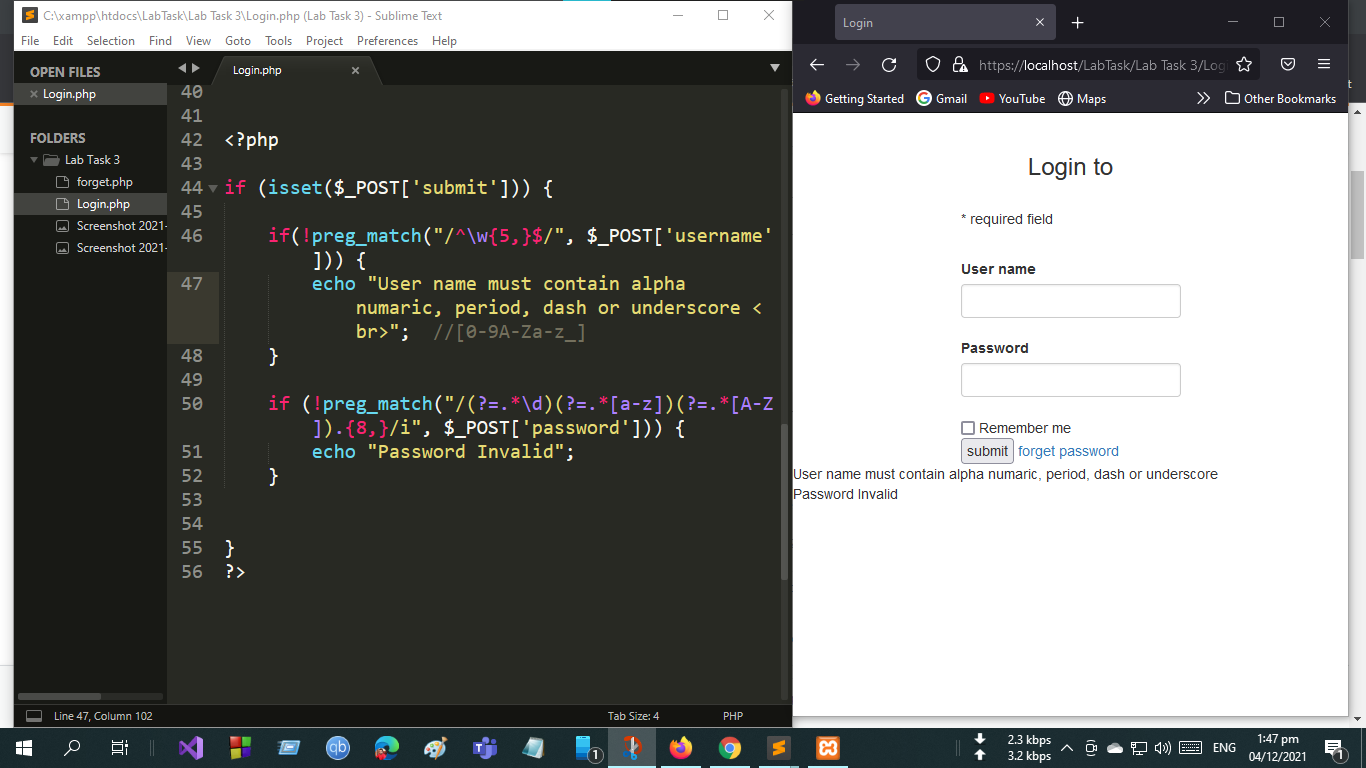 C:\xampp\htdocs\LabTask\Lab Task 3\Login.php (Lab Task 3) - Sublime Text
File Edit Selection Find View Goto Tools Project Preferences Help
OPEN FILES
Login.php
FOLDERS
Lab Task 3
forget.php
Login.php
Screenshot 2021-
Screenshot 2021-
Login.php
40
41
42 <?php
43
44 if (isset($_POST['submit'])) {
45
46 if(!preg_match("/^\w{5,}$/", $_POST['username'
])) {
47 echo "User name must contain alpha
numaric, period, dash or underscore <
br>"; //[0-9A-Za-z_]
48 }
49
50 if (!preg_match("/(?=.*\d)(?=.*[a-z])(?=.*[A-Z
]).{8,}/i", $_POST['password'])) {
51 echo "Password Invalid";
52 }
53
54
55 }
56 ?>
Line 47, Column 102 Tab Size: 4 PHP
Login
https://localhost/LabTask/Lab Task 3/Logi
Getting Started Gmail YouTube Maps Other Bookmarks
Login to
* required field
User name
Password
Remember me
submit forget password
User name must contain alpha numaric, period, dash or underscore
Password Invalid
qb 1 2.3 kbps
3.2 kbps ENG 1:47 pm
04/12/2021 1